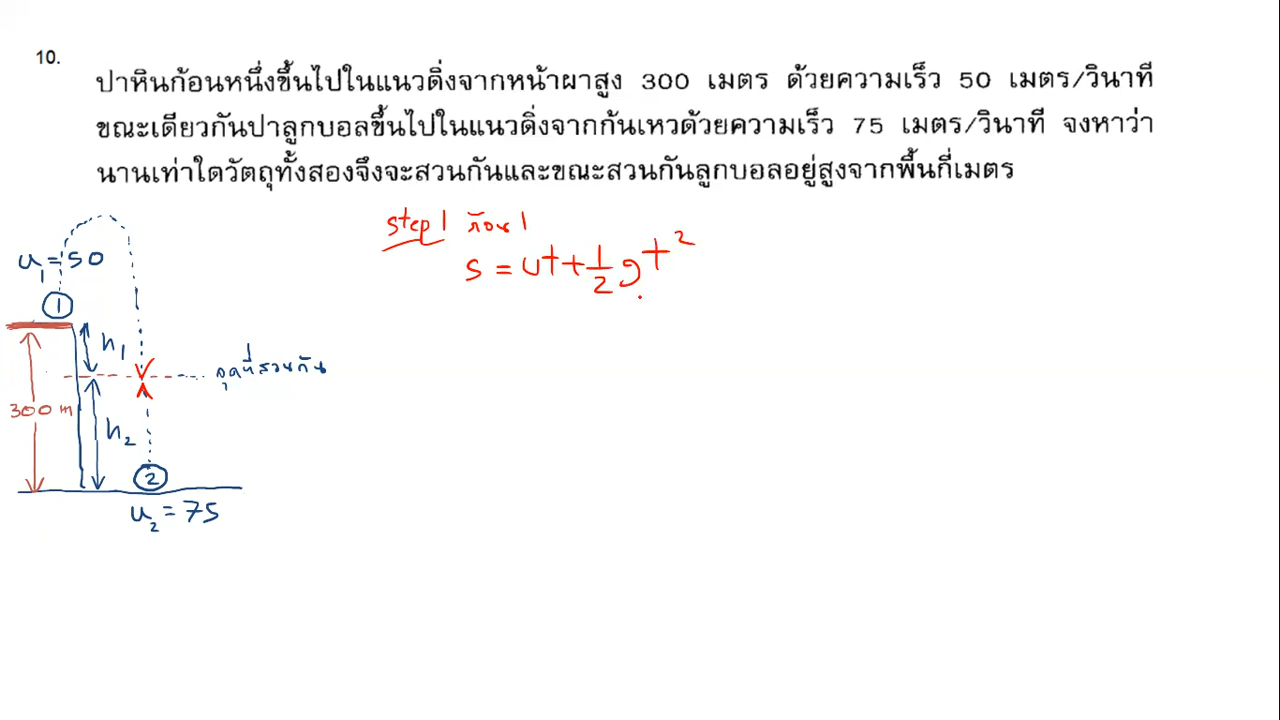 10.
ปาหินก้อนหนึ่งขึ้นไปในแนวดิ่งจากหน้าผาสูง 300 เมตร ด้วยความเร็ว 50 เมตร/วินาที
ขณะเดียวกันปาลูกบอลขึ้นไปในแนวดิ่งจากก้นเหวด้วยความเร็ว 75 เมตร/วินาที จงหาว่า
นานเท่าใดวัตถุทั้งสองจึงจะสวนกันและขณะสวนกันลูกบอลอยู่สูงจากพื้นกี่เมตร
step 1 ก้อน 1
s = ut + 1/2 gt²
u₁ = 50
1
h₁
จุดที่สวนกัน
300 m
h₂
2
u₂ = 75